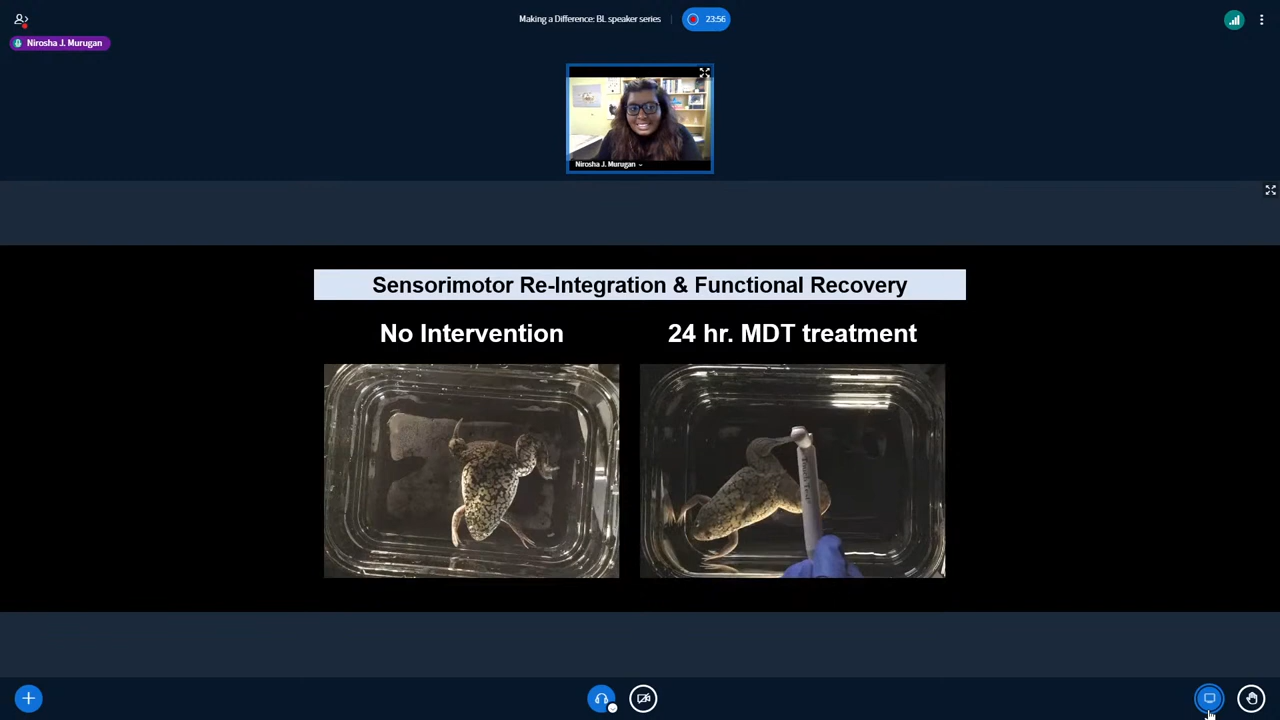 Making a Difference: BL speaker series
23:56
Nirosha J. Murugan
Nirosha J. Murugan
Sensorimotor Re-Integration & Functional Recovery
No Intervention
24 hr. MDT treatment